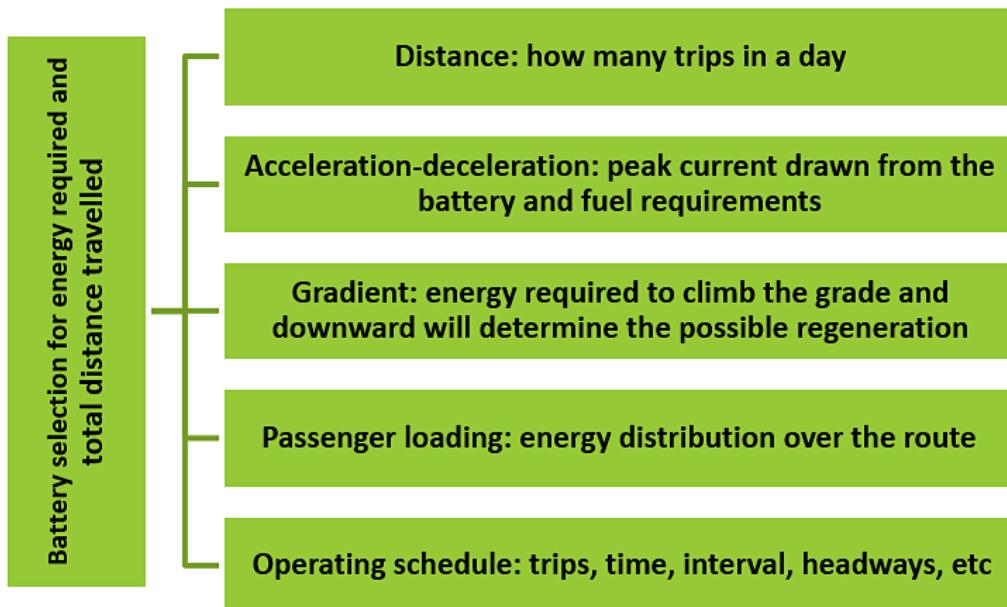 Battery selection for energy required and
total distance travelled
Distance: how many trips in a day
Acceleration-deceleration: peak current drawn from the
battery and fuel requirements
Gradient: energy required to climb the grade and
downward will determine the possible regeneration
Passenger loading: energy distribution over the route
Operating schedule: trips, time, interval, headways, etc